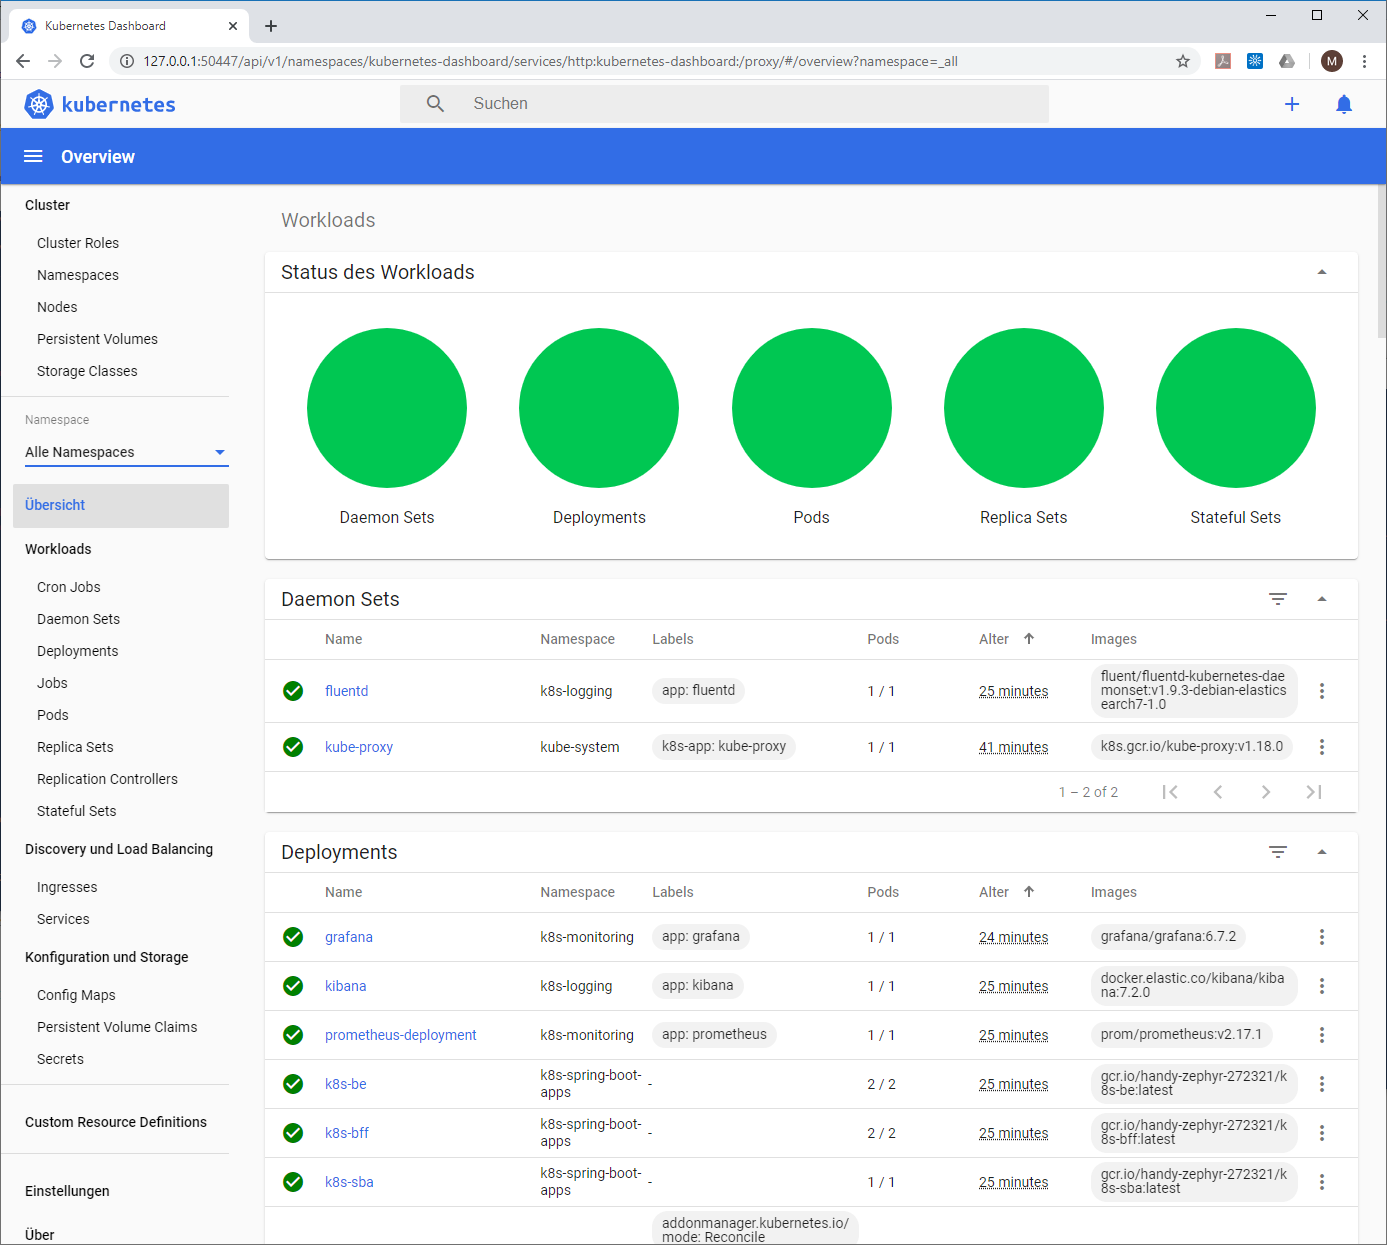 Kubernetes Dashboard
127.0.0.1:50447/api/v1/namespaces/kubernetes-dashboard/services/http:kubernetes-dashboard:/proxy/#/overview?namespace=_all
M
kubernetes
Suchen
Overview
Cluster
Cluster Roles
Namespaces
Nodes
Persistent Volumes
Storage Classes
Namespace
Alle Namespaces
Übersicht
Workloads
Cron Jobs
Daemon Sets
Deployments
Jobs
Pods
Replica Sets
Replication Controllers
Stateful Sets
Discovery und Load Balancing
Ingresses
Services
Konfiguration und Storage
Config Maps
Persistent Volume Claims
Secrets
Custom Resource Definitions
Einstellungen
Über
Workloads
Status des Workloads
Daemon Sets Deployments Pods Replica Sets Stateful Sets
Daemon Sets
Name Namespace Labels Pods Alter Images
fluentd k8s-logging app: fluentd 1 / 1 25 minutes fluent/fluentd-kubernetes-dae
monset:v1.9.3-debian-elastics
earch7-1.0
kube-proxy kube-system k8s-app: kube-proxy 1 / 1 41 minutes k8s.gcr.io/kube-proxy:v1.18.0
1 – 2 of 2
Deployments
Name Namespace Labels Pods Alter Images
grafana k8s-monitoring app: grafana 1 / 1 24 minutes grafana/grafana:6.7.2
kibana k8s-logging app: kibana 1 / 1 25 minutes docker.elastic.co/kibana/kiba
na:7.2.0
prometheus-deployment k8s-monitoring app: prometheus 1 / 1 25 minutes prom/prometheus:v2.17.1
k8s-be k8s-spring-boot- - 2 / 2 25 minutes gcr.io/handy-zephyr-272321/k
apps 8s-be:latest
k8s-bff k8s-spring-boot- - 2 / 2 25 minutes gcr.io/handy-zephyr-272321/k
apps 8s-bff:latest
k8s-sba k8s-spring-boot- - 1 / 1 25 minutes gcr.io/handy-zephyr-272321/k
apps 8s-sba:latest
addonmanager.kubernetes.io/
mode: Reconcile